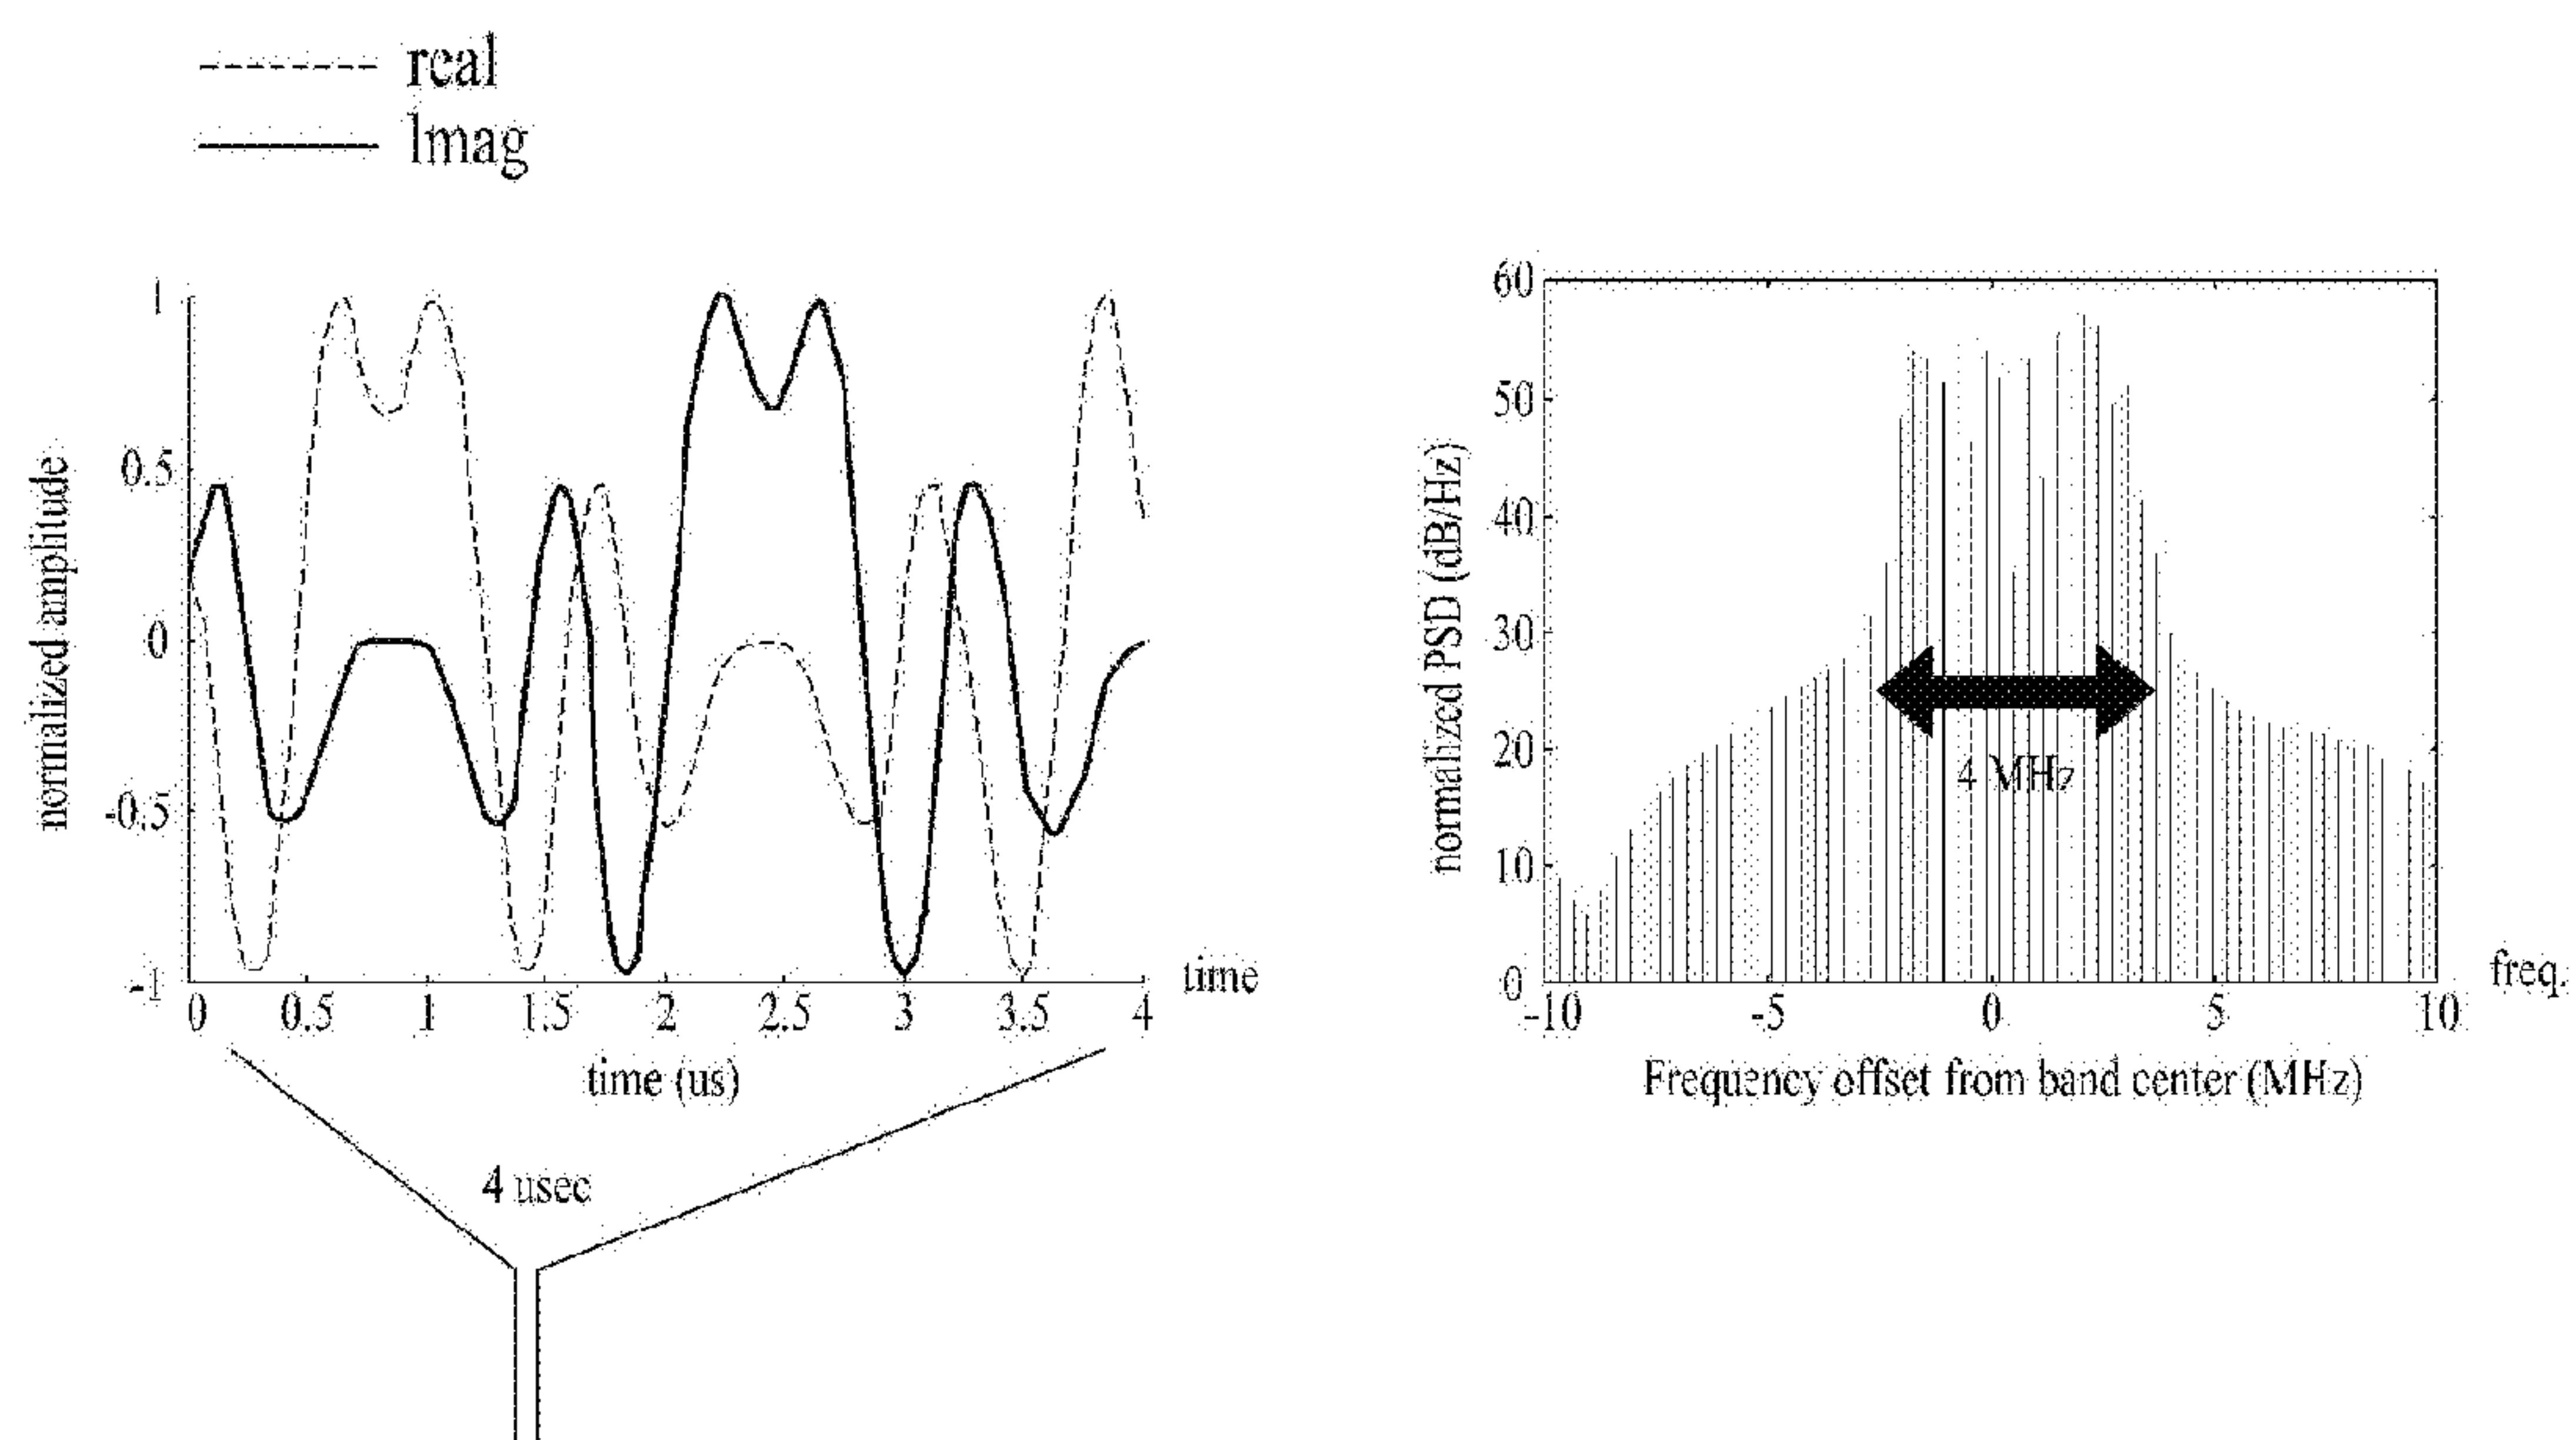 real
Imag
normalized amplitude
1
0.5
0
-0.5
-1
0 0.5 1 1.5 2 2.5 3 3.5 4
time
time (us)
4 usec
normalized PSD (dB/Hz)
60
50
40
30
20
10
0
4 MHz
-10 -5 0 5 10
freq.
Frequency offset from band center (MHz)